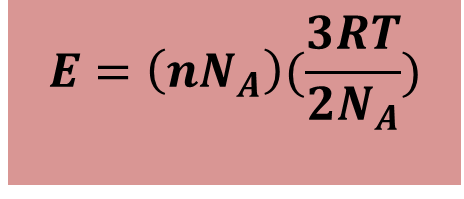 E = (nN_A)(3RT/2N_A)